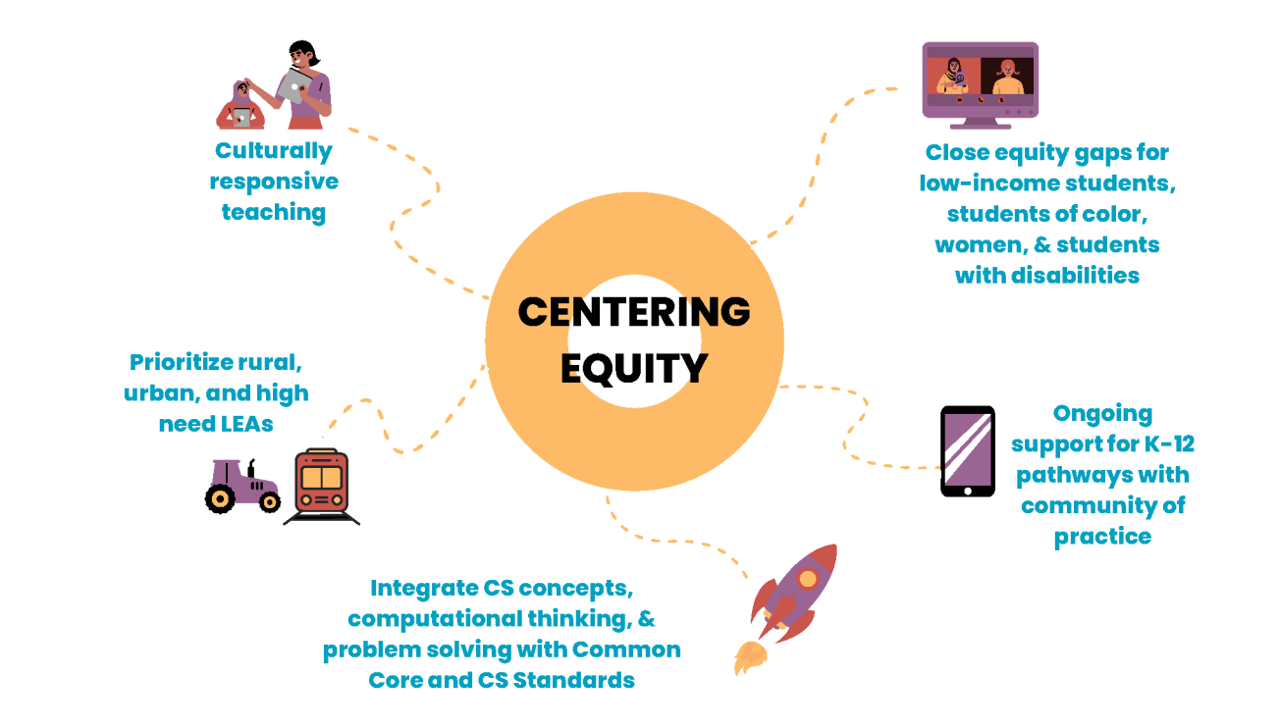 Culturally
responsive
teaching
Close equity gaps for
low-income students,
students of color,
women, & students
with disabilities
CENTERING
EQUITY
Prioritize rural,
urban, and high
need LEAs
Ongoing
support for K-12
pathways with
community of
practice
Integrate CS concepts,
computational thinking, &
problem solving with Common
Core and CS Standards